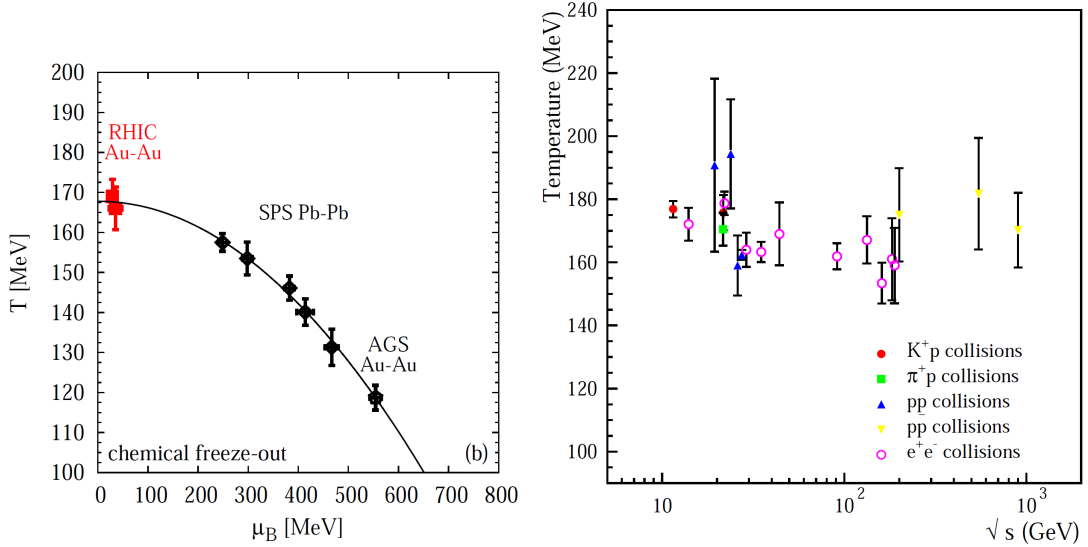 200
190
180
170
160
150
140
130
120
110
100
T [MeV]
RHIC
Au-Au
SPS Pb-Pb
AGS
Au-Au
chemical freeze-out
(b)
0 100 200 300 400 500 600 700 800
μB [MeV]
240
220
200
180
160
140
120
100
Temperature (MeV)
K+p collisions
π+p collisions
pp collisions
pp̄ collisions
e+e- collisions
10 10² 10³
√ s (GeV)